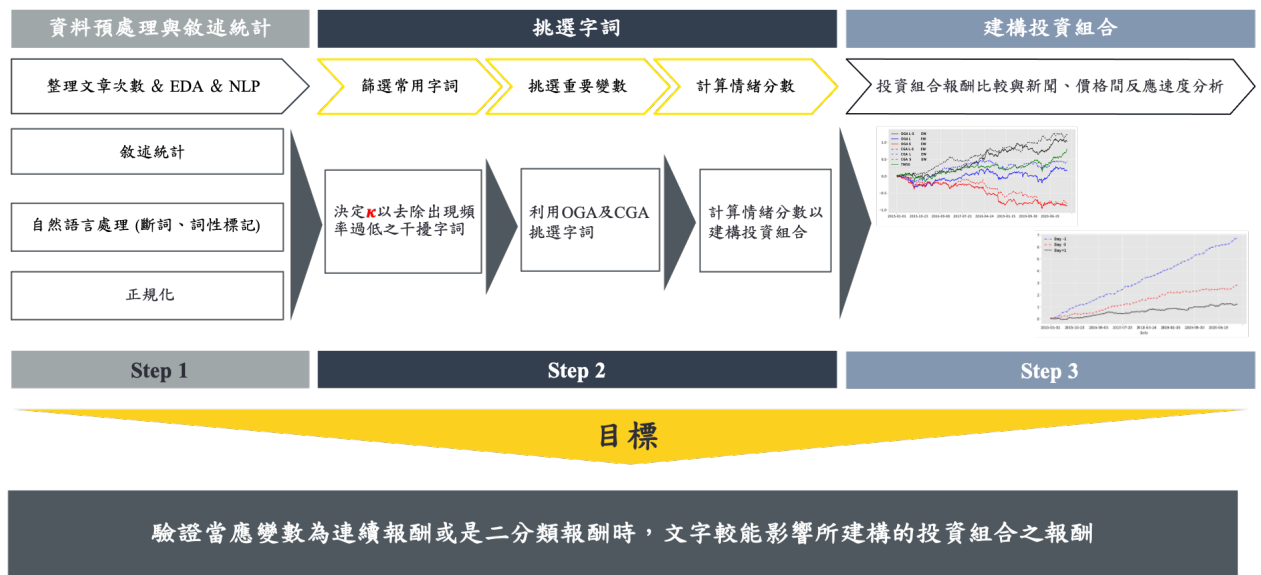 資料預處理與敘述統計
挑選字詞
建構投資組合
整理文章次數 & EDA & NLP
篩選常用字詞
挑選重要變數
計算情緒分數
投資組合報酬比較與新聞、價格間反應速度分析
敘述統計
自然語言處理 (斷詞、詞性標記)
正規化
決定κ以去除出現頻
率過低之干擾字詞
利用OGA及CGA
挑選字詞
計算情緒分數以
建構投資組合
Step 1
Step 2
Step 3
目標
驗證當應變數為連續報酬或是二分類報酬時，文字較能影響所建構的投資組合之報酬